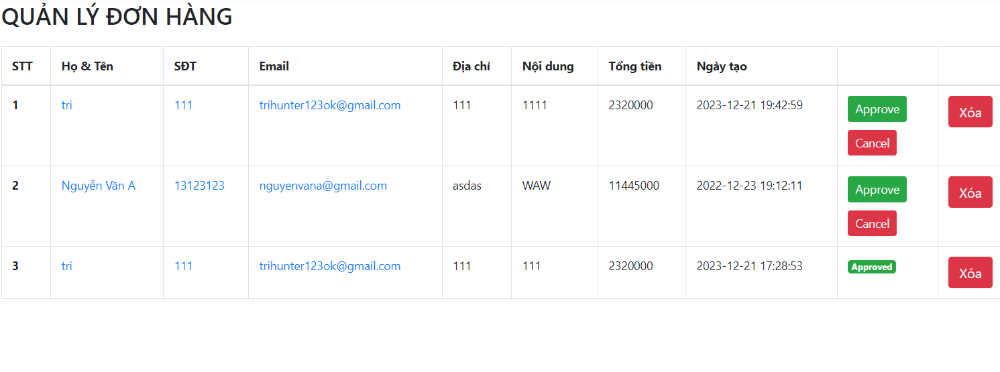 QUẢN LÝ ĐƠN HÀNG
STT Họ & Tên SĐT Email Địa chỉ Nội dung Tổng tiền Ngày tạo
1 tri 111 trihunter123ok@gmail.com 111 1111 2320000 2023-12-21 19:42:59 Approve Xóa
Cancel
2 Nguyễn Văn A 13123123 nguyenvana@gmail.com asdas WAW 11445000 2022-12-23 19:12:11 Approve Xóa
Cancel
3 tri 111 trihunter123ok@gmail.com 111 111 2320000 2023-12-21 17:28:53 Approved Xóa